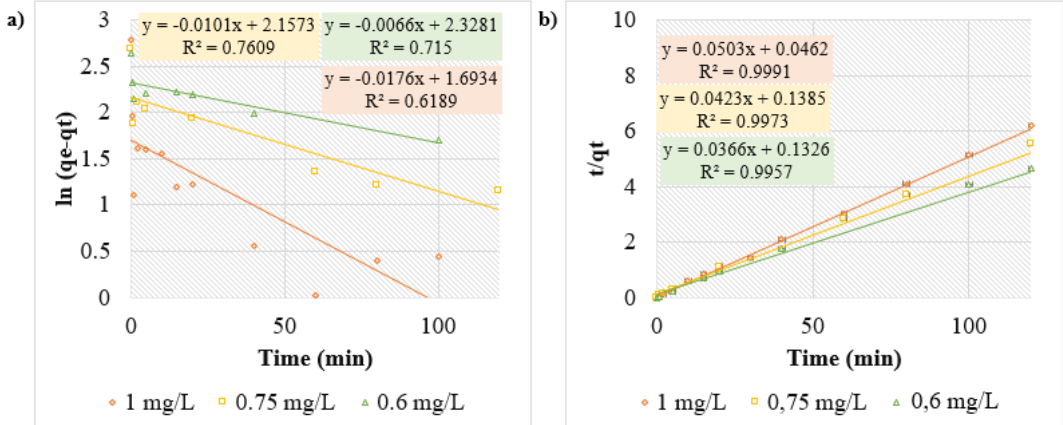 a)
y = -0.0101x + 2.1573
R² = 0.7609
y = -0.0066x + 2.3281
R² = 0.715
y = -0.0176x + 1.6934
R² = 0.6189
3
2.5
2
1.5
1
0.5
0
ln (qe-qt)
0 50 100
Time (min)
1 mg/L 0.75 mg/L 0.6 mg/L
b)
y = 0.0503x + 0.0462
R² = 0.9991
y = 0.0423x + 0.1385
R² = 0.9973
y = 0.0366x + 0.1326
R² = 0.9957
10
8
6
4
2
0
t/qt
0 50 100
Time (min)
1 mg/L 0,75 mg/L 0,6 mg/L